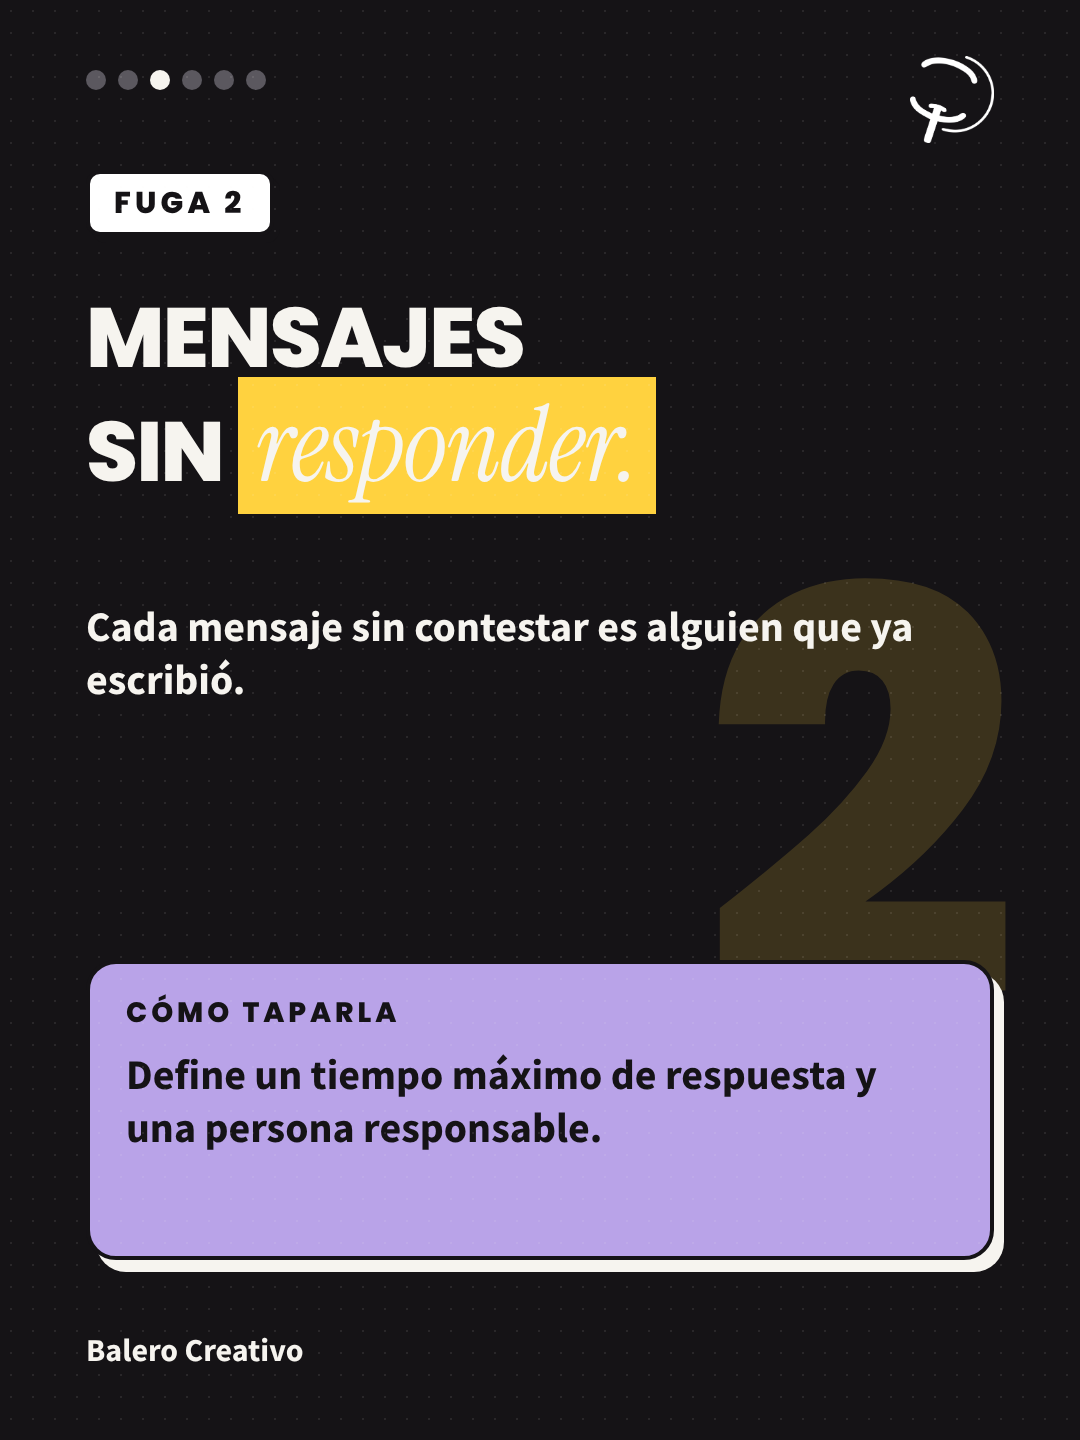 FUGA 2
MENSAJES
SIN responder.
Cada mensaje sin contestar es alguien que ya
escribió.
2
CÓMO TAPARLA
Define un tiempo máximo de respuesta y
una persona responsable.
Balero Creativo